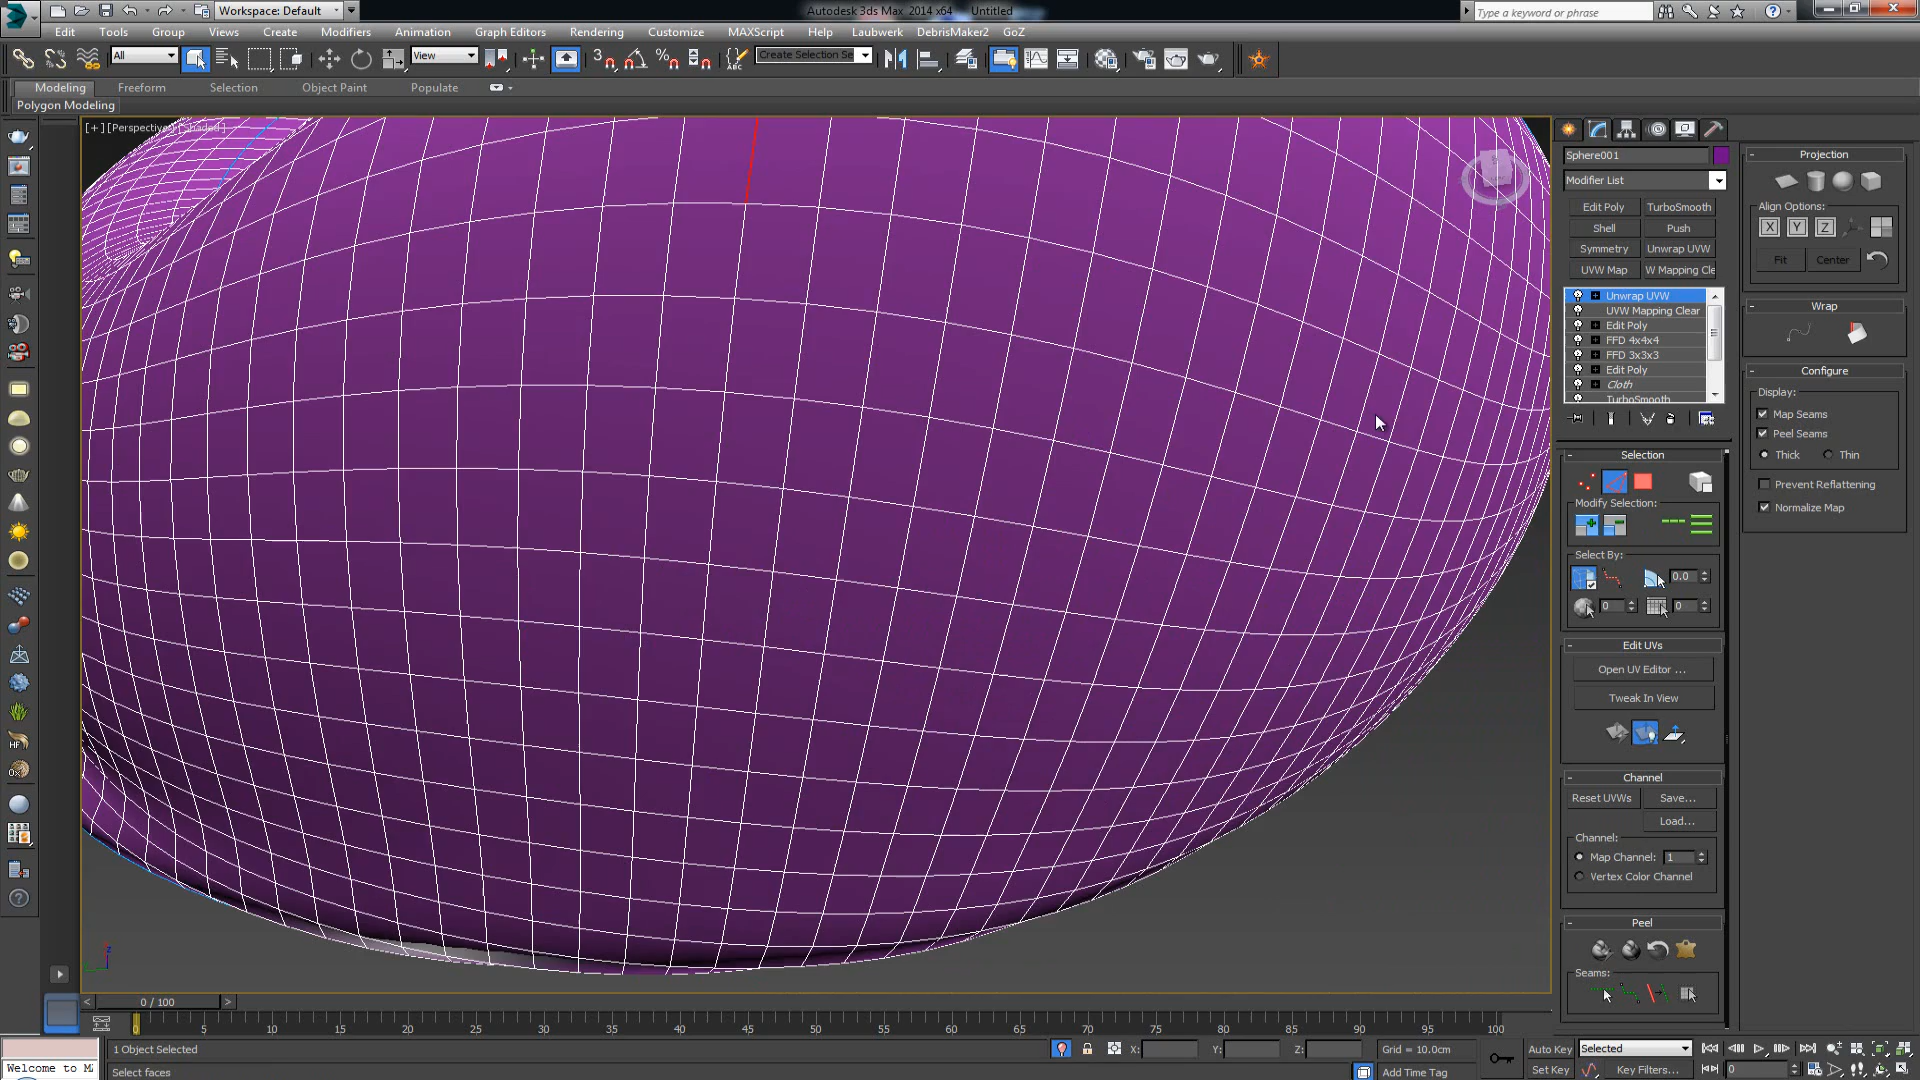 Workspace: Default
Autodesk 3ds Max 2014 x64 Untitled
Type a keyword or phrase
Edit Tools Group Views Create Modifiers Animation Graph Editors Rendering Customize MAXScript Help Laubwerk DebrisMaker2 GoZ
All
View
3
Create Selection Se
ABC
Modeling Freeform Selection Object Paint Populate
Polygon Modeling
[+] [Perspective] [Shaded]
Sphere001
Modifier List
Edit Poly TurboSmooth
Shell Push
Symmetry Unwrap UVW
UVW Map W Mapping Cle
Unwrap UVW
UVW Mapping Clear
Edit Poly
FFD 4x4x4
FFD 3x3x3
Edit Poly
Cloth
TurboSmooth
Selection
Modify Selection:
Select By:
0.0
0 0
Edit UVs
Open UV Editor ...
Tweak In View
Channel
Reset UVWs Save...
Load...
Channel:
Map Channel: 1
Vertex Color Channel
Peel
Seams:
Projection
Align Options:
X Y Z
Fit Center
Wrap
Configure
Display:
Map Seams
Peel Seams
Thick Thin
Prevent Reflattening
Normalize Map
HF
z
< 0 / 100 >
0 5 10 15 20 25 30 35 40 45 50 55 60 65 70 75 80 85 90 95 100
1 Object Selected
X: Y: Z: Grid = 10.0cm
Auto Key Selected
Welcome to M
Select faces
Add Time Tag
Set Key Key Filters...
0